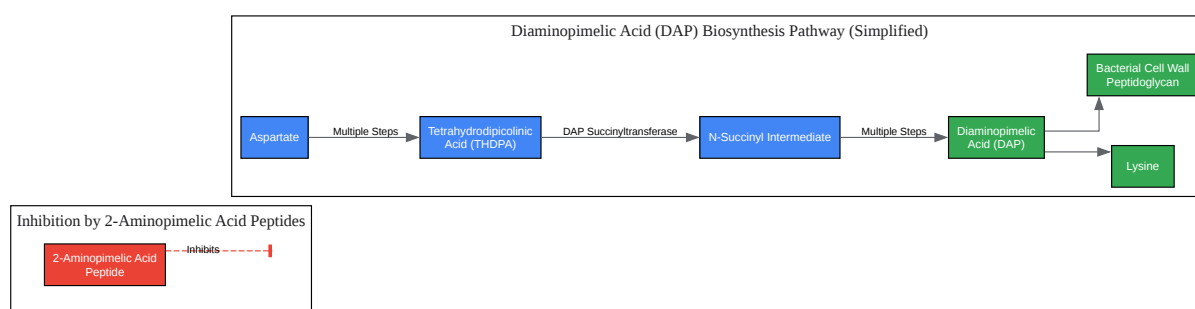 Diaminopimelic Acid (DAP) Biosynthesis Pathway (Simplified)
Bacterial Cell Wall
Peptidoglycan
Aspartate
Multiple Steps
Tetrahydrodipicolinic
Acid (THDPA)
DAP Succinyltransferase
N-Succinyl Intermediate
Multiple Steps
Diaminopimelic
Acid (DAP)
Lysine
Inhibition by 2-Aminopimelic Acid Peptides
2-Aminopimelic Acid
Peptide
Inhibits